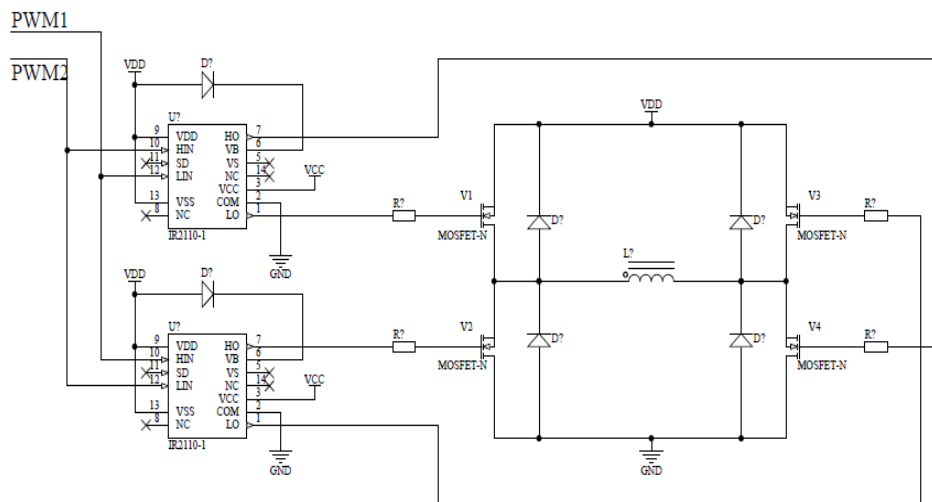 PWM1
PWM2
VDD
D?
U?
9 VDD HO 7
10 HIN VB 6
11 SD VS 5
12 LIN NC 14
VCC 3
VCC
13 VSS COM 2
8 NC LO 1
IR2110-1
GND
VDD
D?
U?
9 VDD HO 7
10 HIN VB 6
11 SD VS 5
12 LIN NC 14
VCC 3
VCC
13 VSS COM 2
8 NC LO 1
IR2110-1
GND
VDD
R?
V1
MOSFET-N
D?
D?
V3
MOSFET-N
R?
L?
R?
V2
MOSFET-N
D?
D?
V4
MOSFET-N
R?
GND